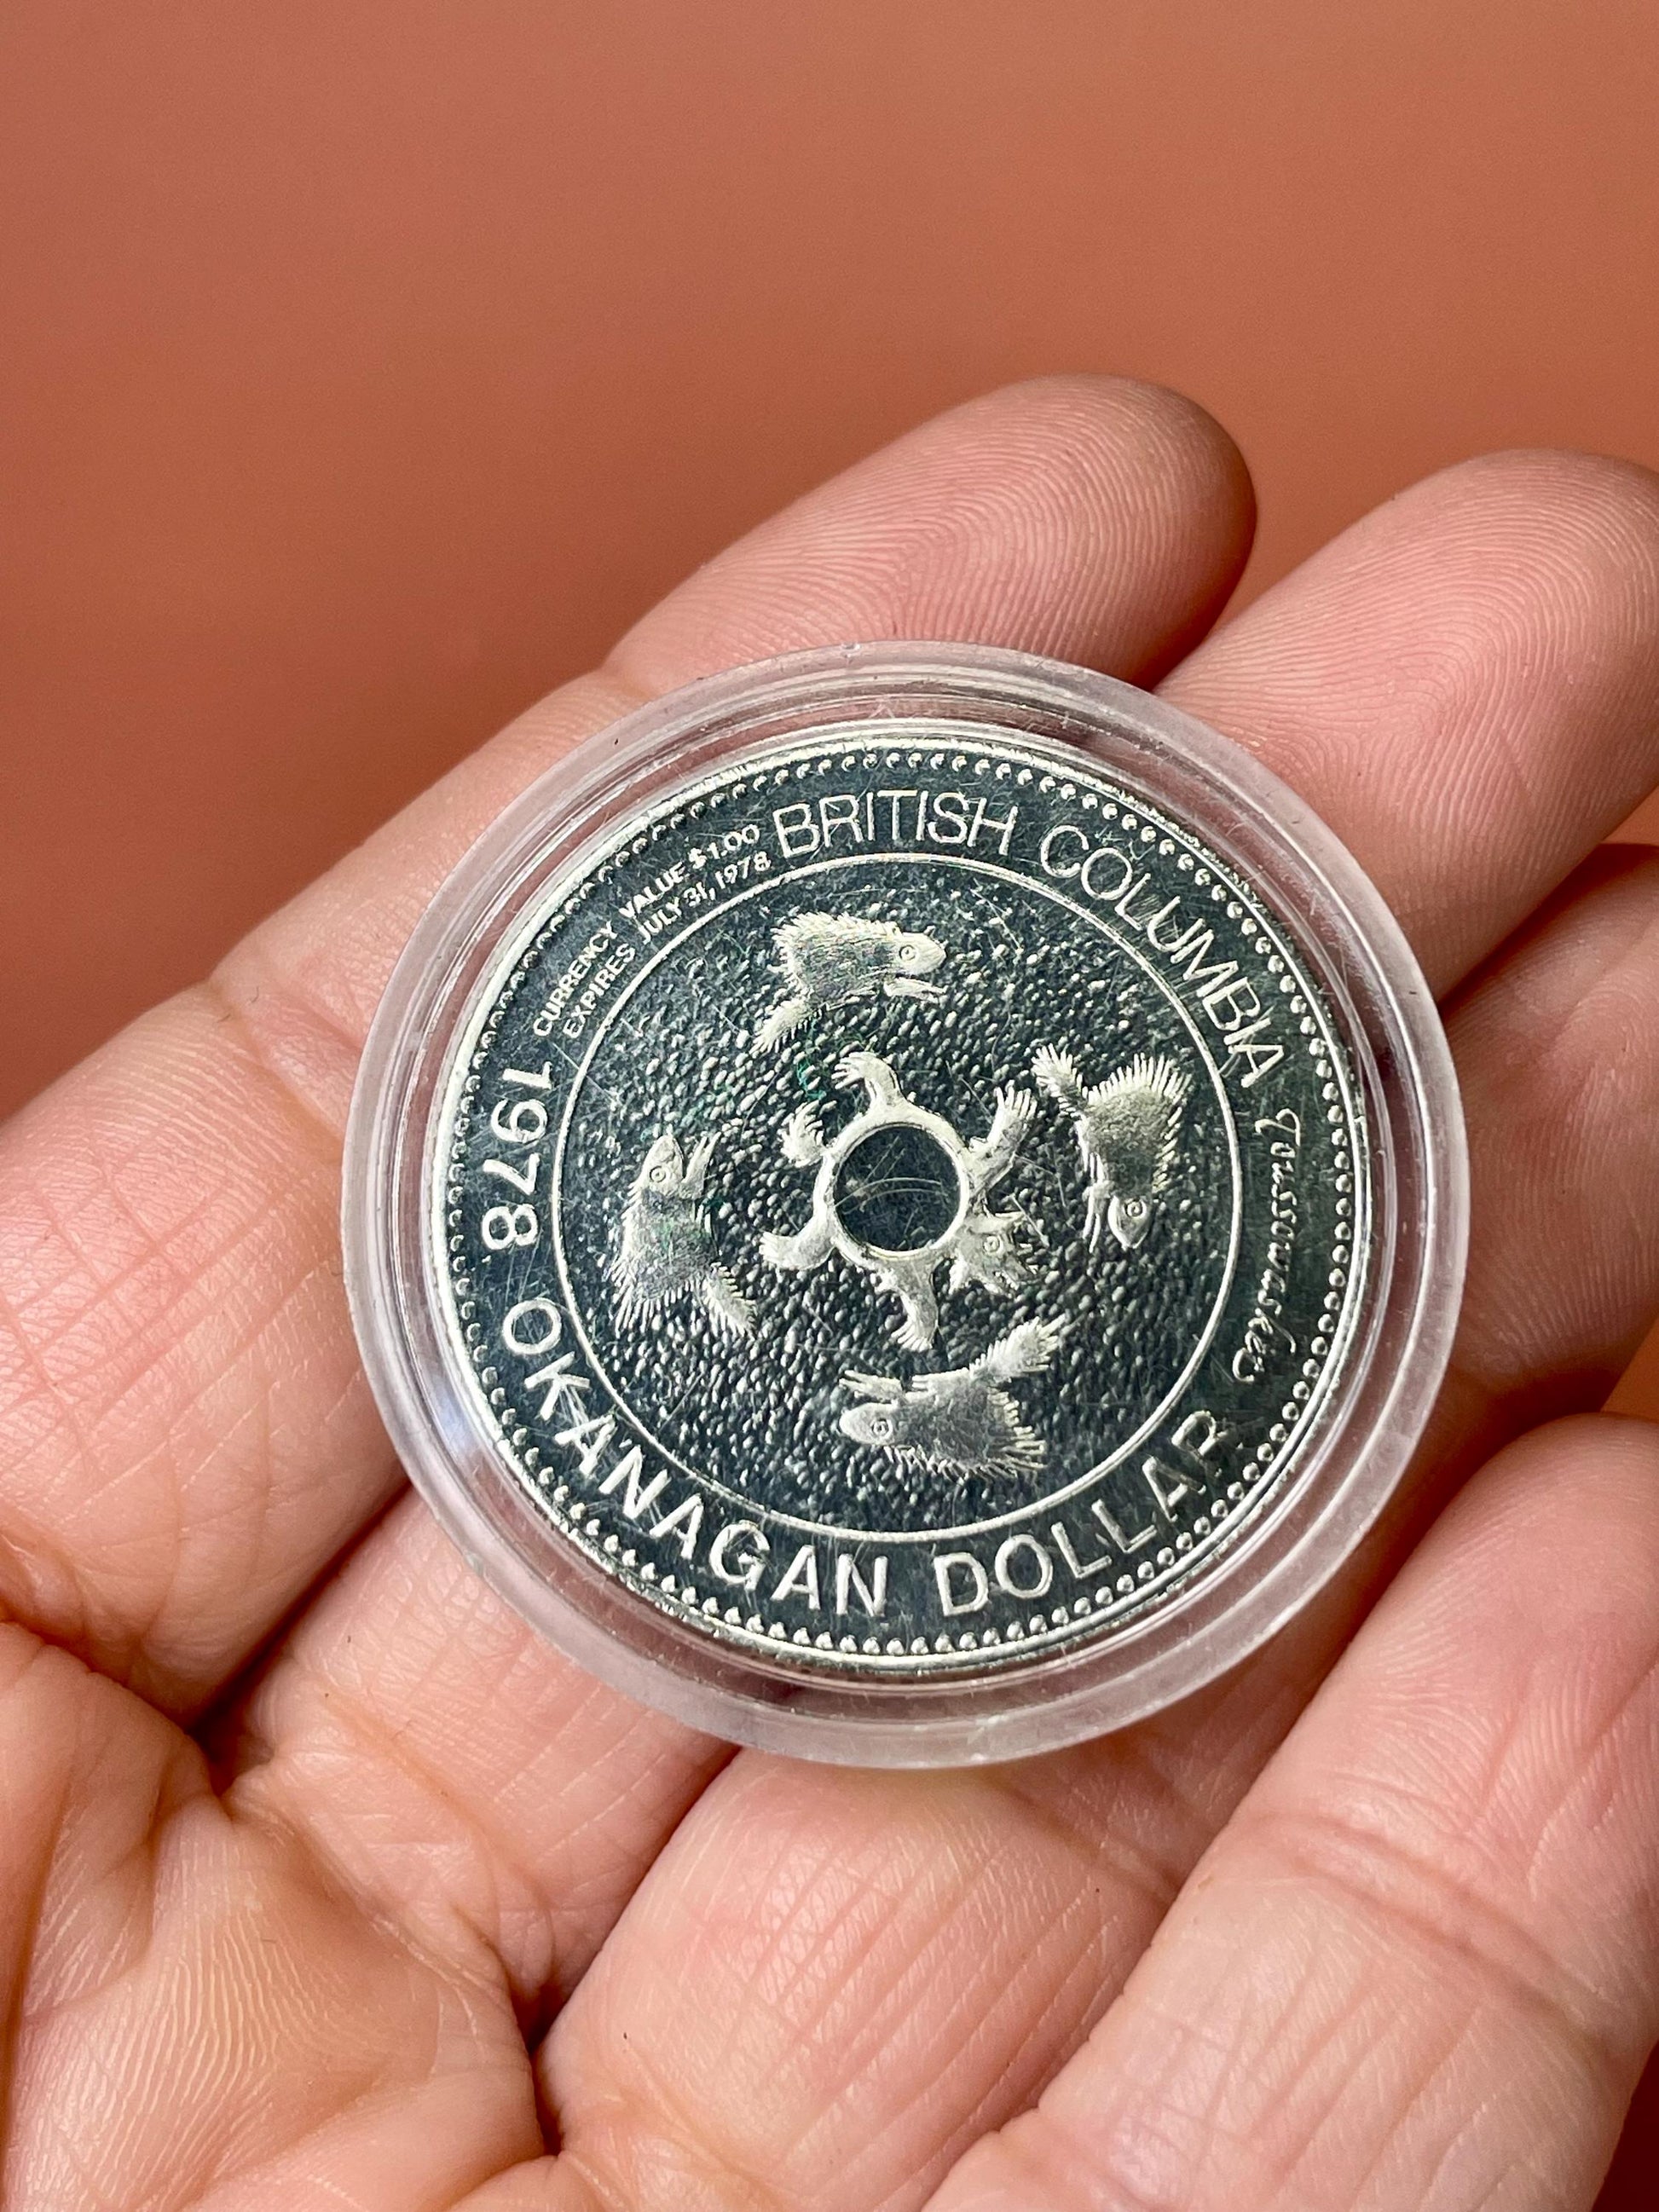 BRITISH COLUMBIA
CURRENCY VALUE $1.00
EXPIRES JULY 31, 1978
1978 OKANAGAN DOLLAR